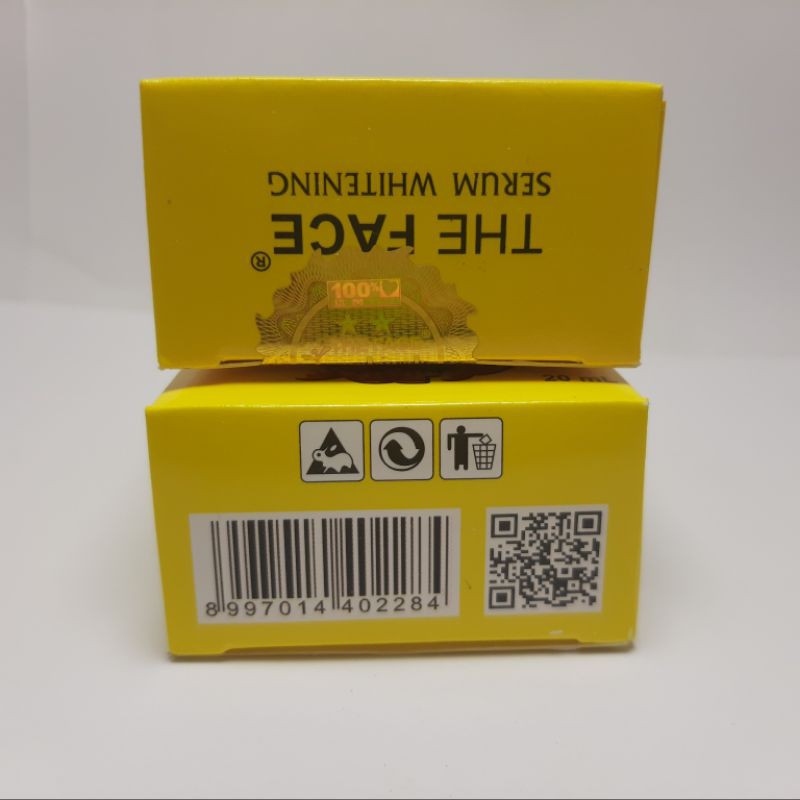 THE FACE®
SERUM WHITENING
100%
20 ml
8 997014 402284